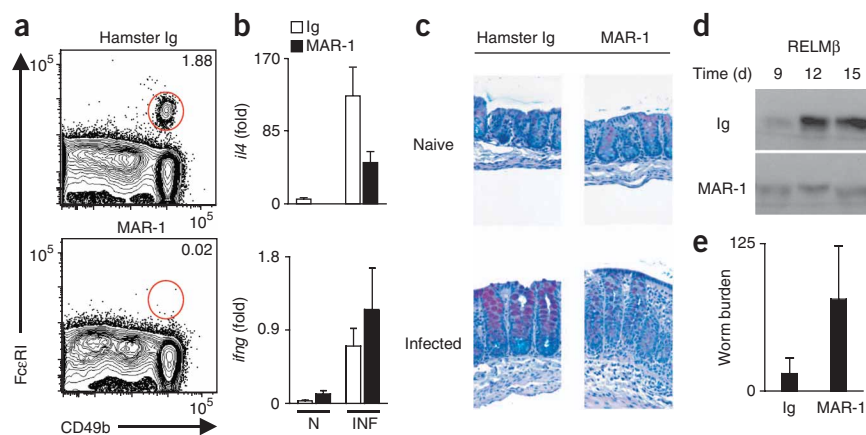 a
Hamster Ig
10⁵
1.88
MAR-1
10⁵
0.02
10⁵
10⁵
FcεRI
CD49b
b
Ig
MAR-1
170
85
0
il4 (fold)
1.8
0.9
0
ifng (fold)
N INF
c
Hamster Ig MAR-1
Naive
Infected
d
RELMβ
Time (d) 9 12 15
Ig
MAR-1
e
125
0
Worm burden
Ig MAR-1